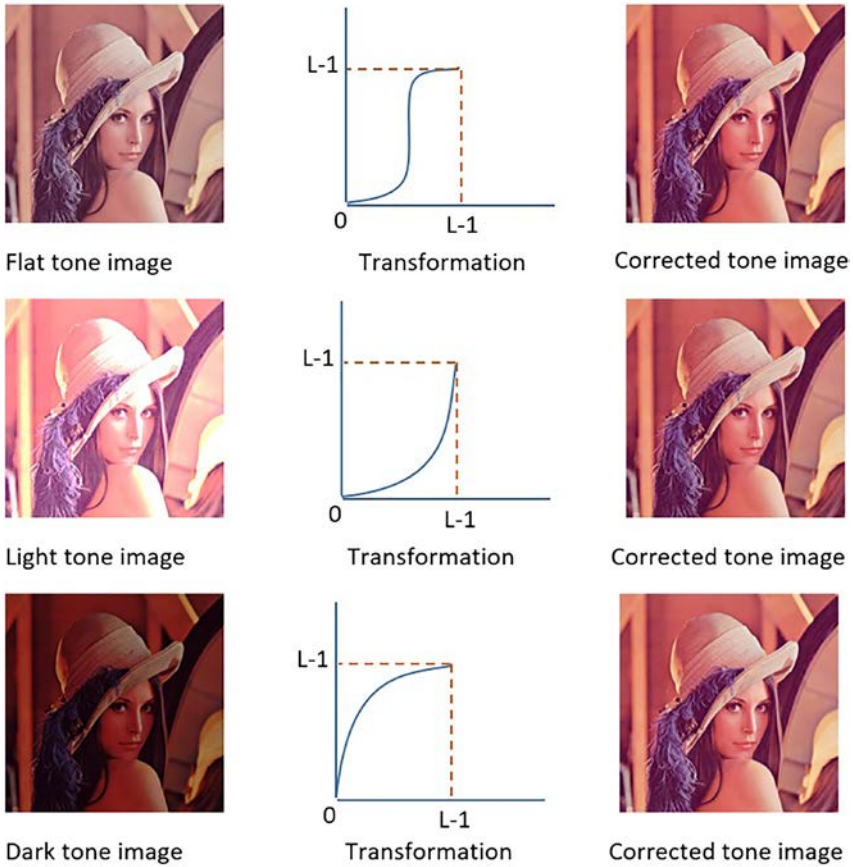 L-1
0
L-1
Flat tone image
Transformation
Corrected tone image
L-1
0
L-1
Light tone image
Transformation
Corrected tone image
L-1
0
L-1
Dark tone image
Transformation
Corrected tone image